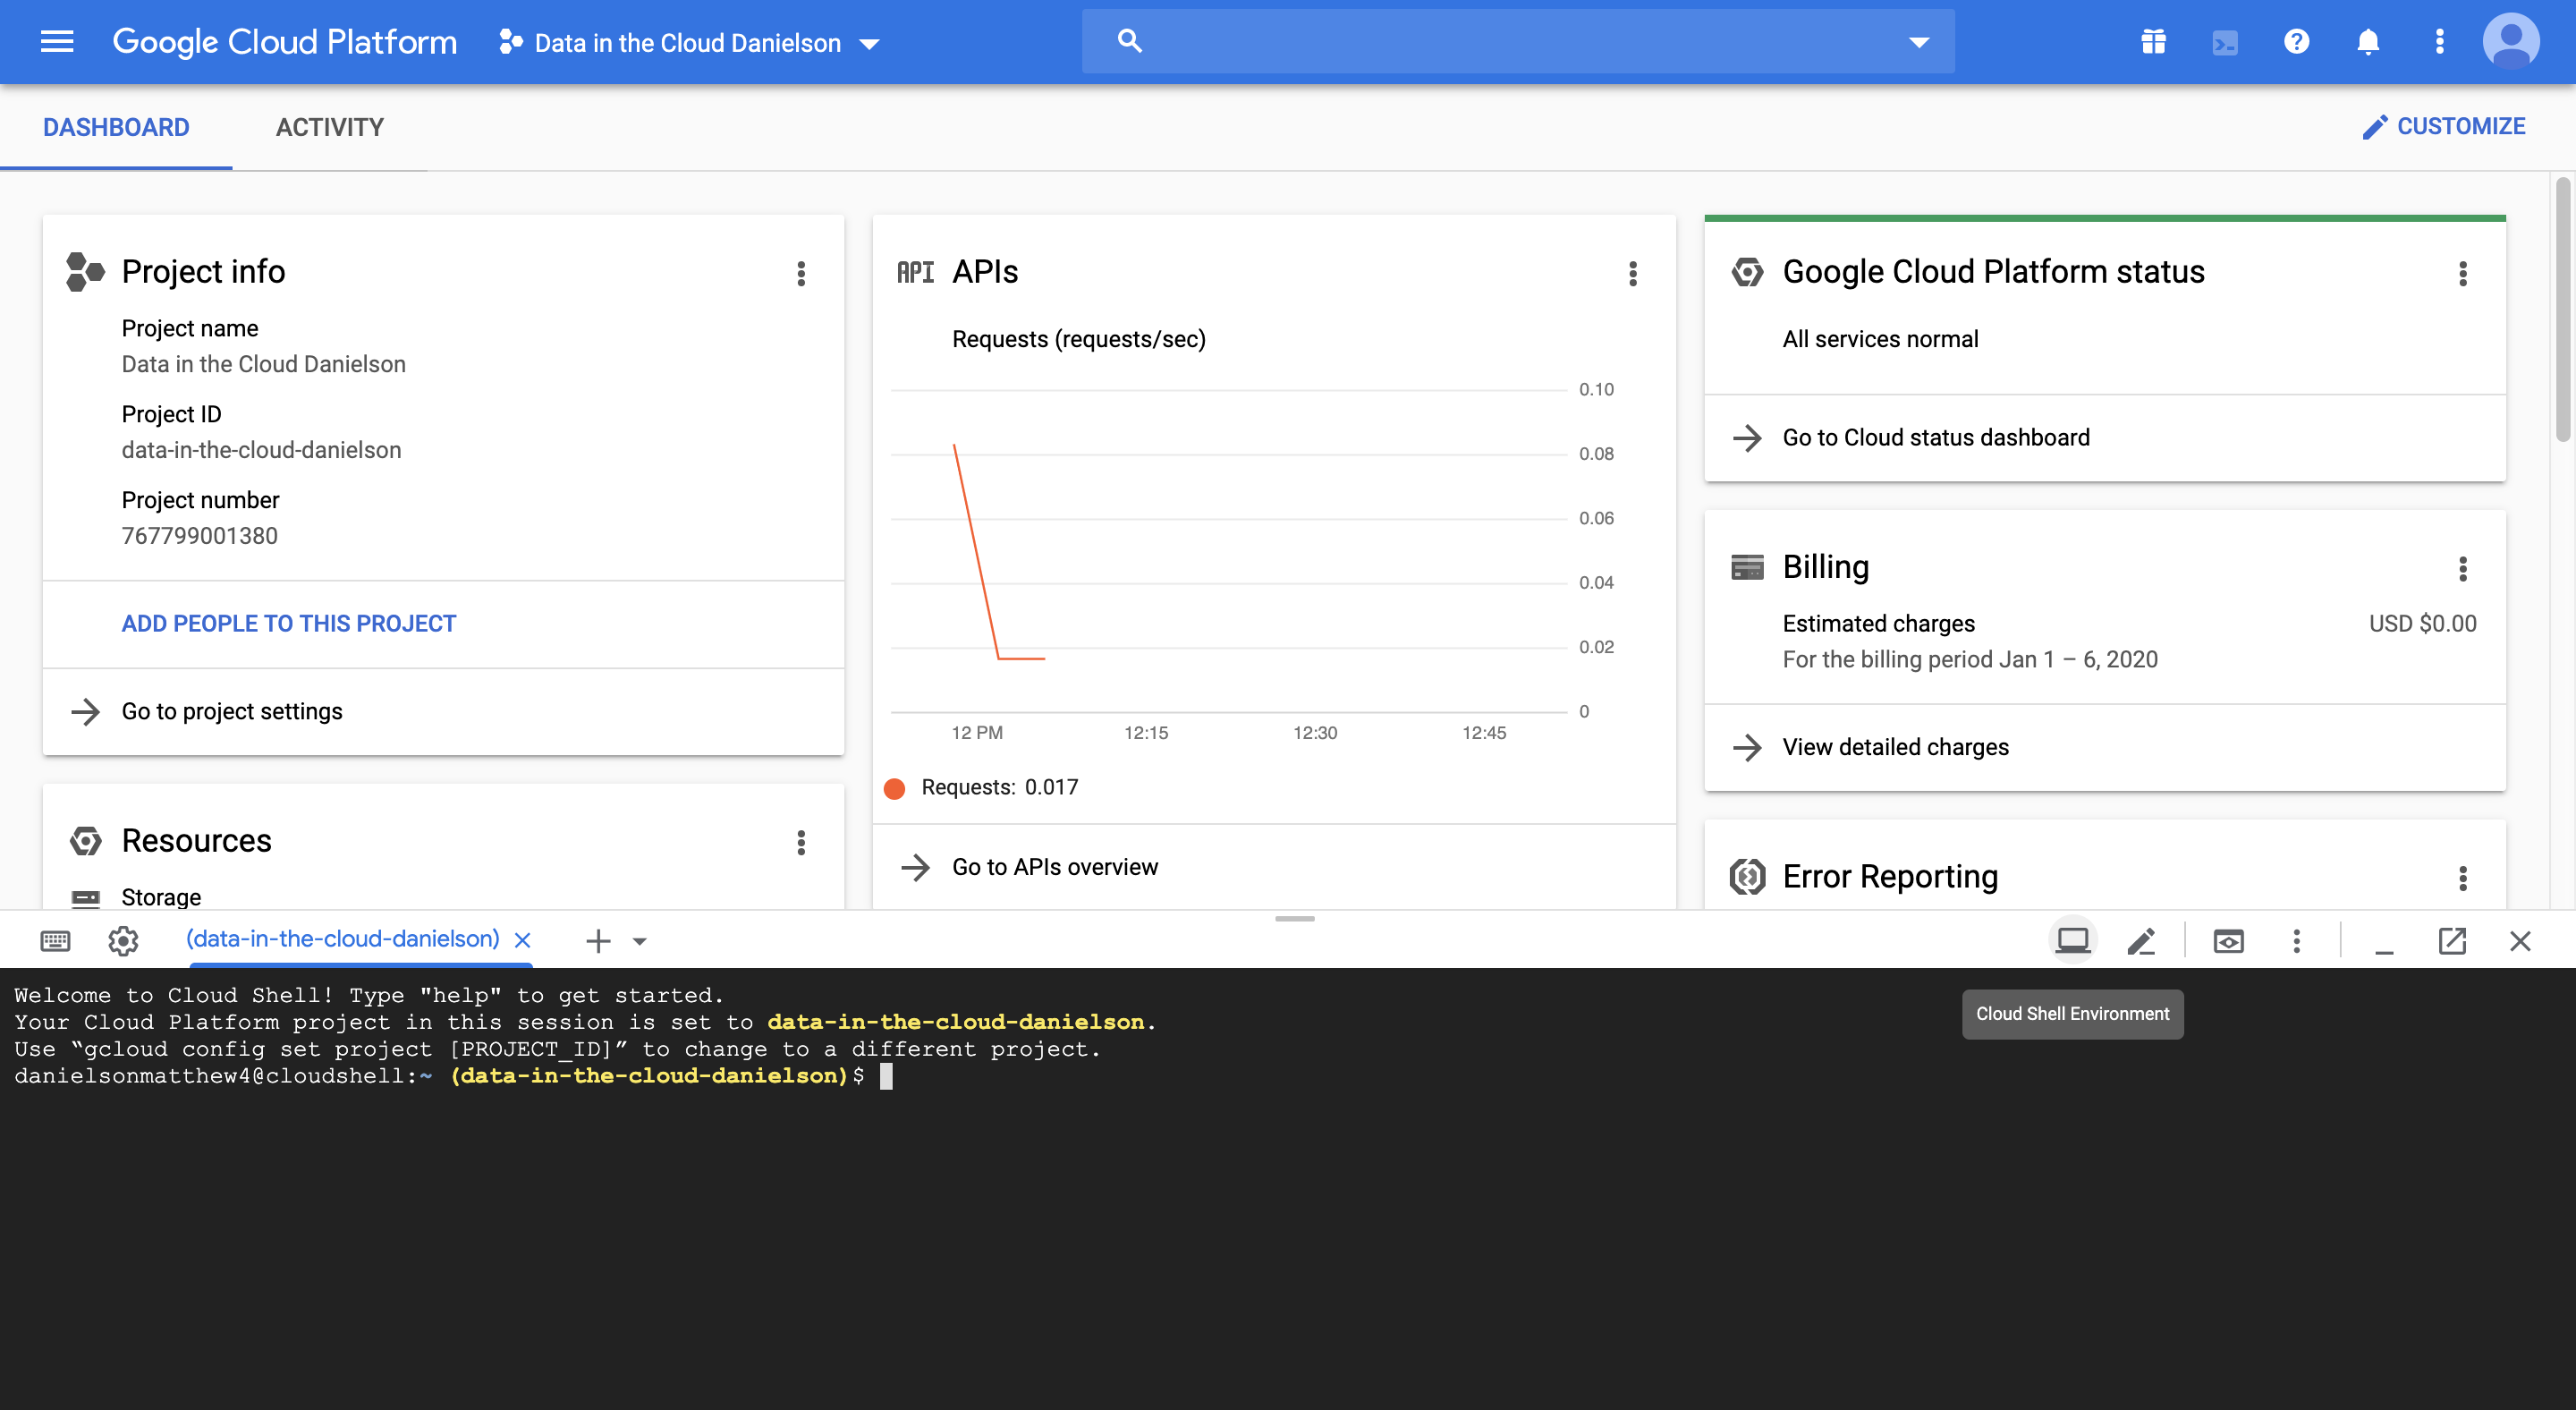 Google Cloud Platform
Data in the Cloud Danielson
DASHBOARD
ACTIVITY
CUSTOMIZE
Project info
Project name
Data in the Cloud Danielson
Project ID
data-in-the-cloud-danielson
Project number
767799001380
ADD PEOPLE TO THIS PROJECT
Go to project settings
Resources
Storage
API APIs
Requests (requests/sec)
0.10
0.08
0.06
0.04
0.02
0
12 PM 12:15 12:30 12:45
Requests: 0.017
Go to APIs overview
Google Cloud Platform status
All services normal
Go to Cloud status dashboard
Billing
Estimated charges USD $0.00
For the billing period Jan 1 – 6, 2020
View detailed charges
Error Reporting
(data-in-the-cloud-danielson)
Welcome to Cloud Shell! Type "help" to get started.
Your Cloud Platform project in this session is set to data-in-the-cloud-danielson.
Use “gcloud config set project [PROJECT_ID]” to change to a different project.
danielsonmatthew4@cloudshell:~ (data-in-the-cloud-danielson)$
Cloud Shell Environment